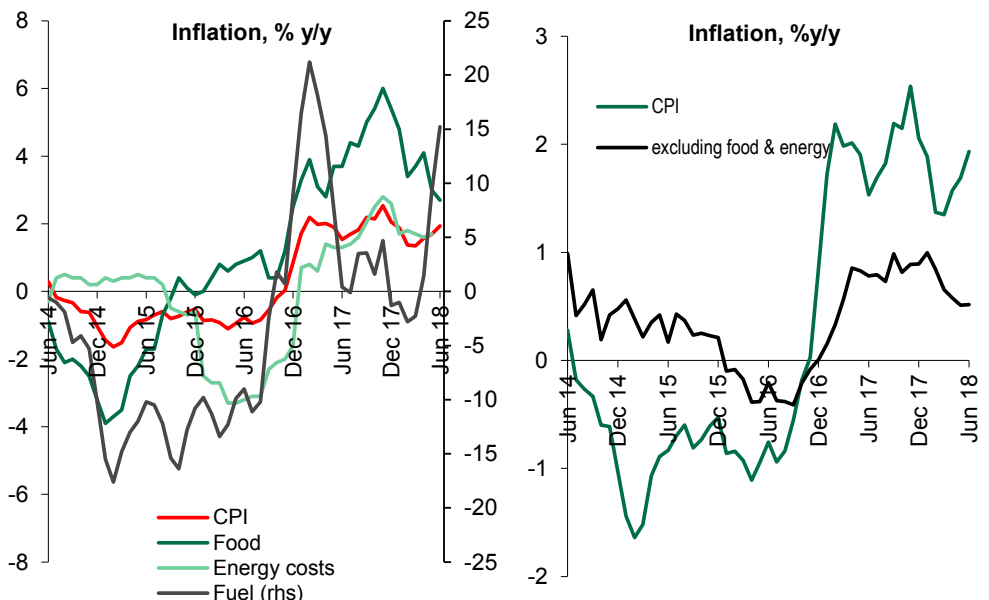 Inflation, % y/y
8
6
4
2
0
-2
-4
-6
-8
25
20
15
10
5
0
-5
-10
-15
-20
-25
Jun 14
Dec 14
Jun 15
Dec 15
Jun 16
Dec 16
Jun 17
Dec 17
Jun 18
CPI
Food
Energy costs
Fuel (rhs)
Inflation, %y/y
3
2
1
0
-1
-2
CPI
excluding food & energy
Jun 14
Dec 14
Jun 15
Dec 15
Jun 16
Dec 16
Jun 17
Dec 17
Jun 18